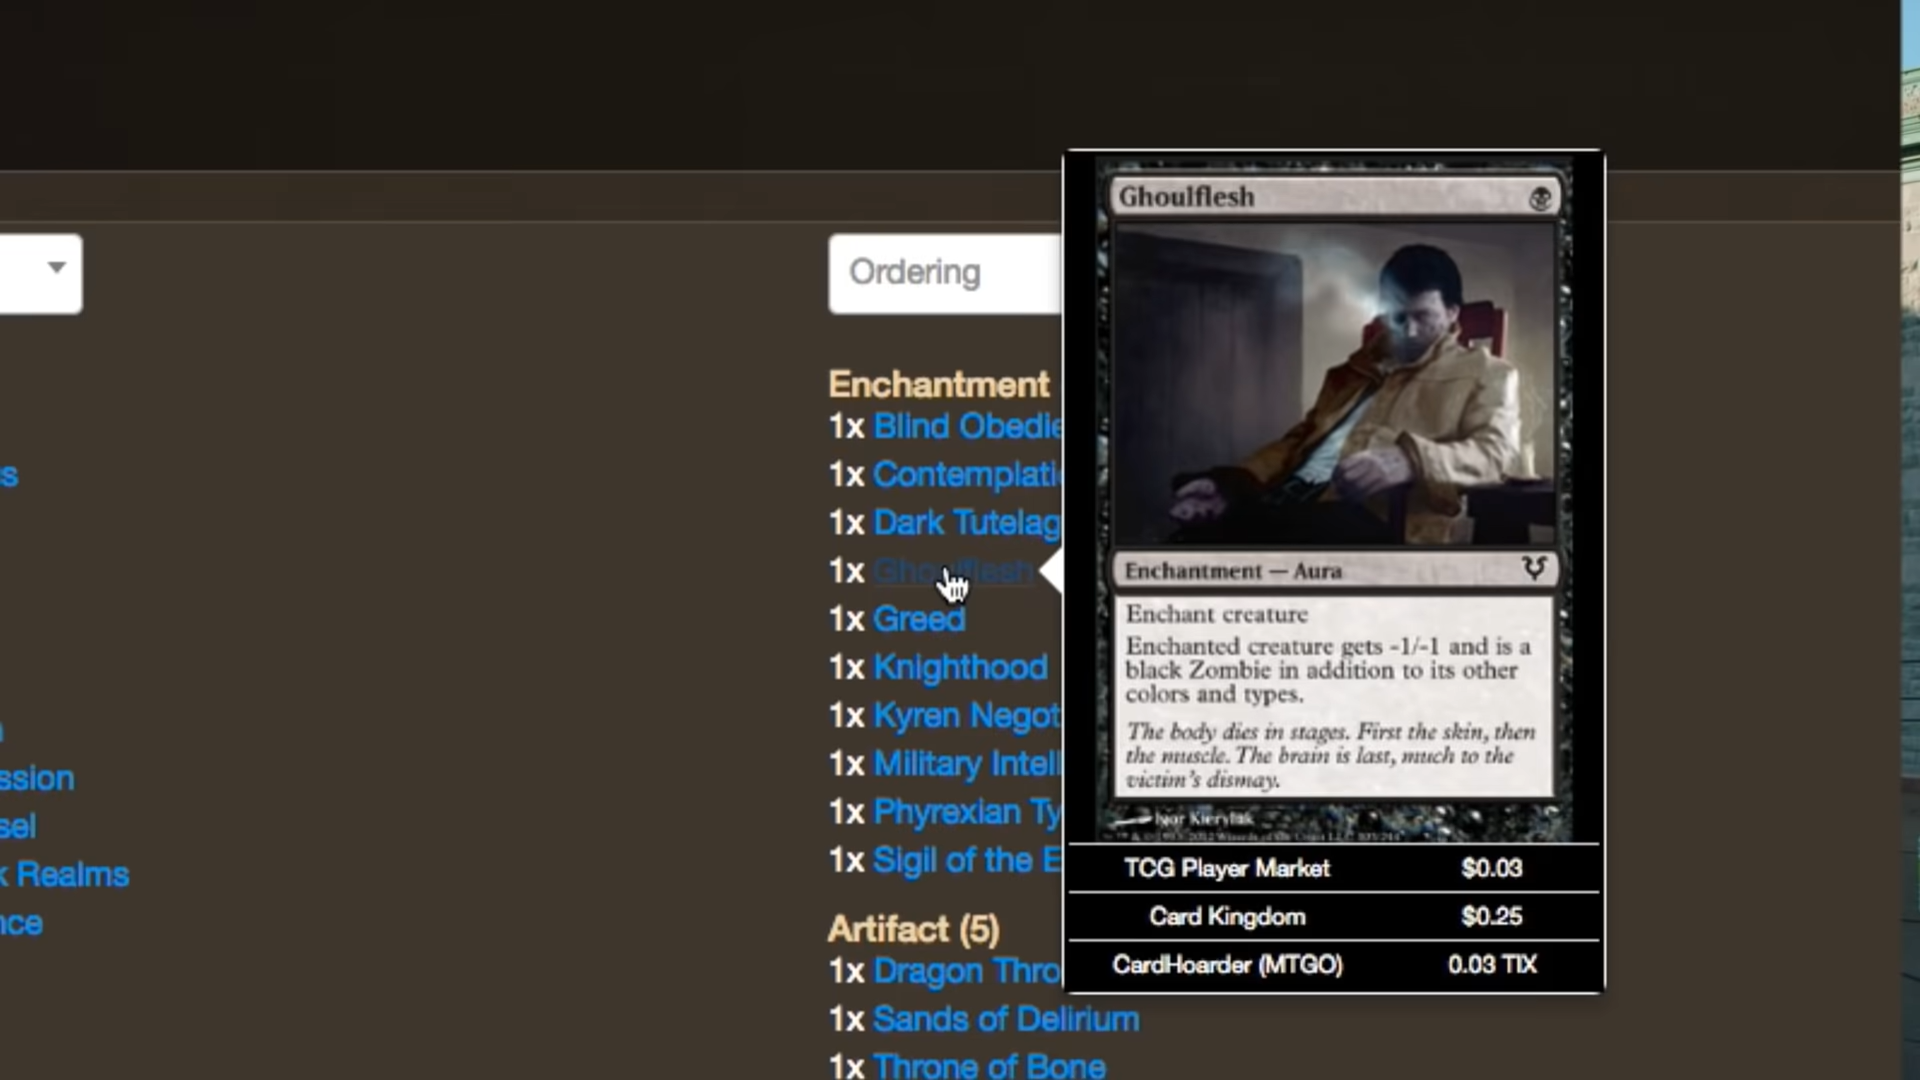 s
ssion
sel
k Realms
nce
Ordering
Enchantment
1x Blind Obedie
1x Contemplati
1x Dark Tutelag
1x Ghoulflesh
1x Greed
1x Knighthood
1x Kyren Negot
1x Military Intell
1x Phyrexian Ty
1x Sigil of the E
Artifact (5)
1x Dragon Thro
1x Sands of Delirium
1x Throne of Bone
Ghoulflesh
Enchantment — Aura
Enchant creature
Enchanted creature gets -1/-1 and is a
black Zombie in addition to its other
colors and types.
The body dies in stages. First the skin, then
the muscle. The brain is last, much to the
victim's dismay.
Igor Kieryluk
TCG Player Market $0.03
Card Kingdom $0.25
CardHoarder (MTGO) 0.03 TIX